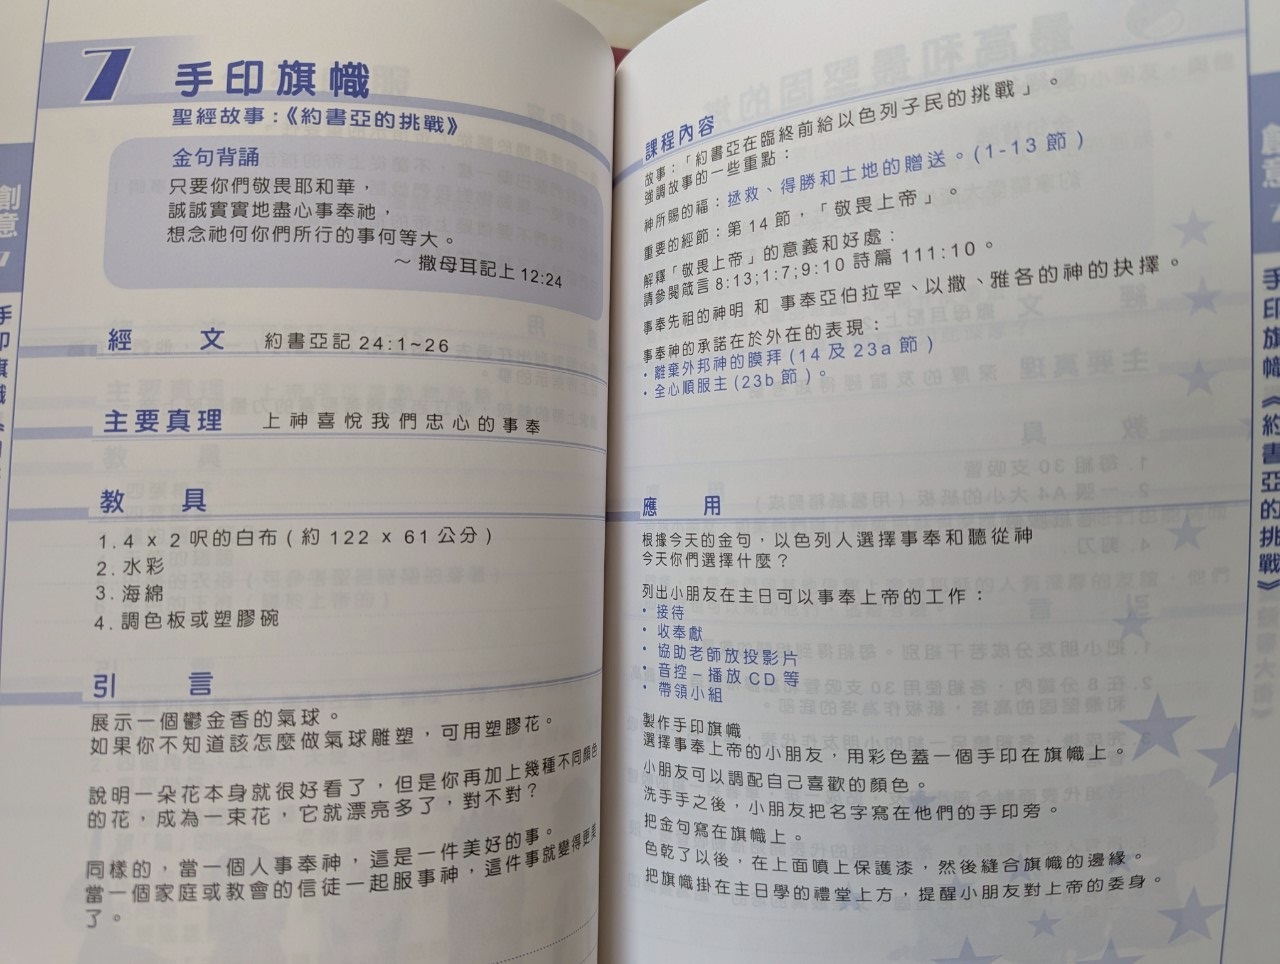 7
手印旗幟
聖經故事：《約書亞的挑戰》
金句背誦
只要你們敬畏耶和華，
誠誠實實地盡心事奉祂，
想念祂何你們所行的事何等大。
～ 撒母耳記上 12:24
經 文 約書亞記 24:1~26
主要真理 上神喜悅我們忠心的事奉
教 具
1. 4 x 2 呎的白布 ( 約 122 x 61 公分 )
2. 水彩
3. 海綿
4. 調色板或塑膠碗
引 言
展示一個鬱金香的氣球。
如果你不知道該怎麼做氣球雕塑，可用塑膠花。
說明一朵花本身就很好看了，但是你再加上幾種不同顏色
的花，成為一束花，它就漂亮多了，對不對？
同樣的，當一個人事奉神，這是一件美好的事。
當一個家庭或教會的信徒一起服事神，這件事就變得更美
了。
創意 7
手印旗幟
課程內容
故事：「約書亞在臨終前給以色列子民的挑戰」。
強調故事的一些重點：
神所賜的福：拯救、得勝和土地的贈送。(1-13 節 )
重要的經節：第 14 節，「敬畏上帝」 。
解釋「敬畏上帝」的意義和好處：
請參閱箴言 8:13;1:7;9:10 詩篇 111:10。
事奉先祖的神明 和 事奉亞伯拉罕、以撒、雅各的神的抉擇。
事奉神的承諾在於外在的表現：
・離棄外邦神的膜拜 (14 及 23a 節 )
・全心順服主 (23b 節 )。
應 用
根據今天的金句，以色列人選擇事奉和聽從神
今天你們選擇什麼？
列出小朋友在主日可以事奉上帝的工作：
・ 接待
・ 收奉獻
・ 協助老師放投影片
・ 音控 – 播放 CD 等
・ 帶領小組
製作手印旗幟
選擇事奉上帝的小朋友，用彩色蓋一個手印在旗幟上。
小朋友可以調配自己喜歡的顏色。
洗手手之後，小朋友把名字寫在他們的手印旁。
把金句寫在旗幟上。
色乾了以後，在上面噴上保護漆，然後縫合旗幟的邊緣。
把旗幟掛在主日學的禮堂上方，提醒小朋友對上帝的委身。
創意 7
手印旗幟《約書亞的挑戰》